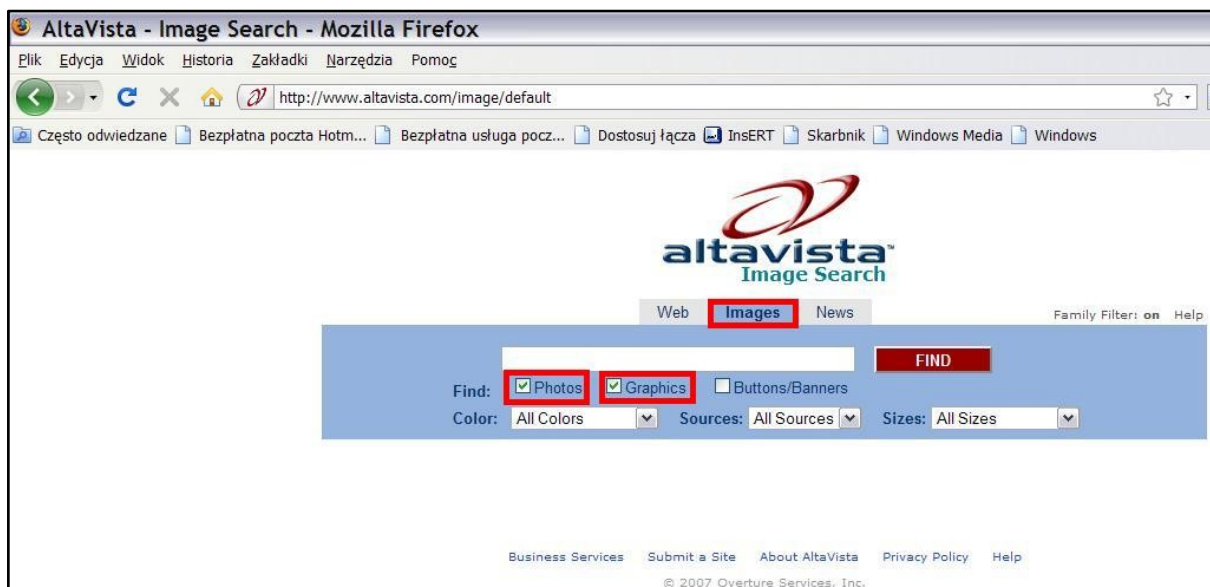 AltaVista - Image Search - Mozilla Firefox
Plik Edycja Widok Historia Zakładki Narzędzia Pomoc
http://www.altavista.com/image/default
Często odwiedzane Bezpłatna poczta Hotm... Bezpłatna usługa pocz... Dostosuj łącza InsERT Skarbnik Windows Media Windows
altavista™
Image Search
Web Images News Family Filter: on Help
FIND
Find: Photos Graphics Buttons/Banners
Color: All Colors Sources: All Sources Sizes: All Sizes
Business Services Submit a Site About AltaVista Privacy Policy Help
© 2007 Overture Services, Inc.